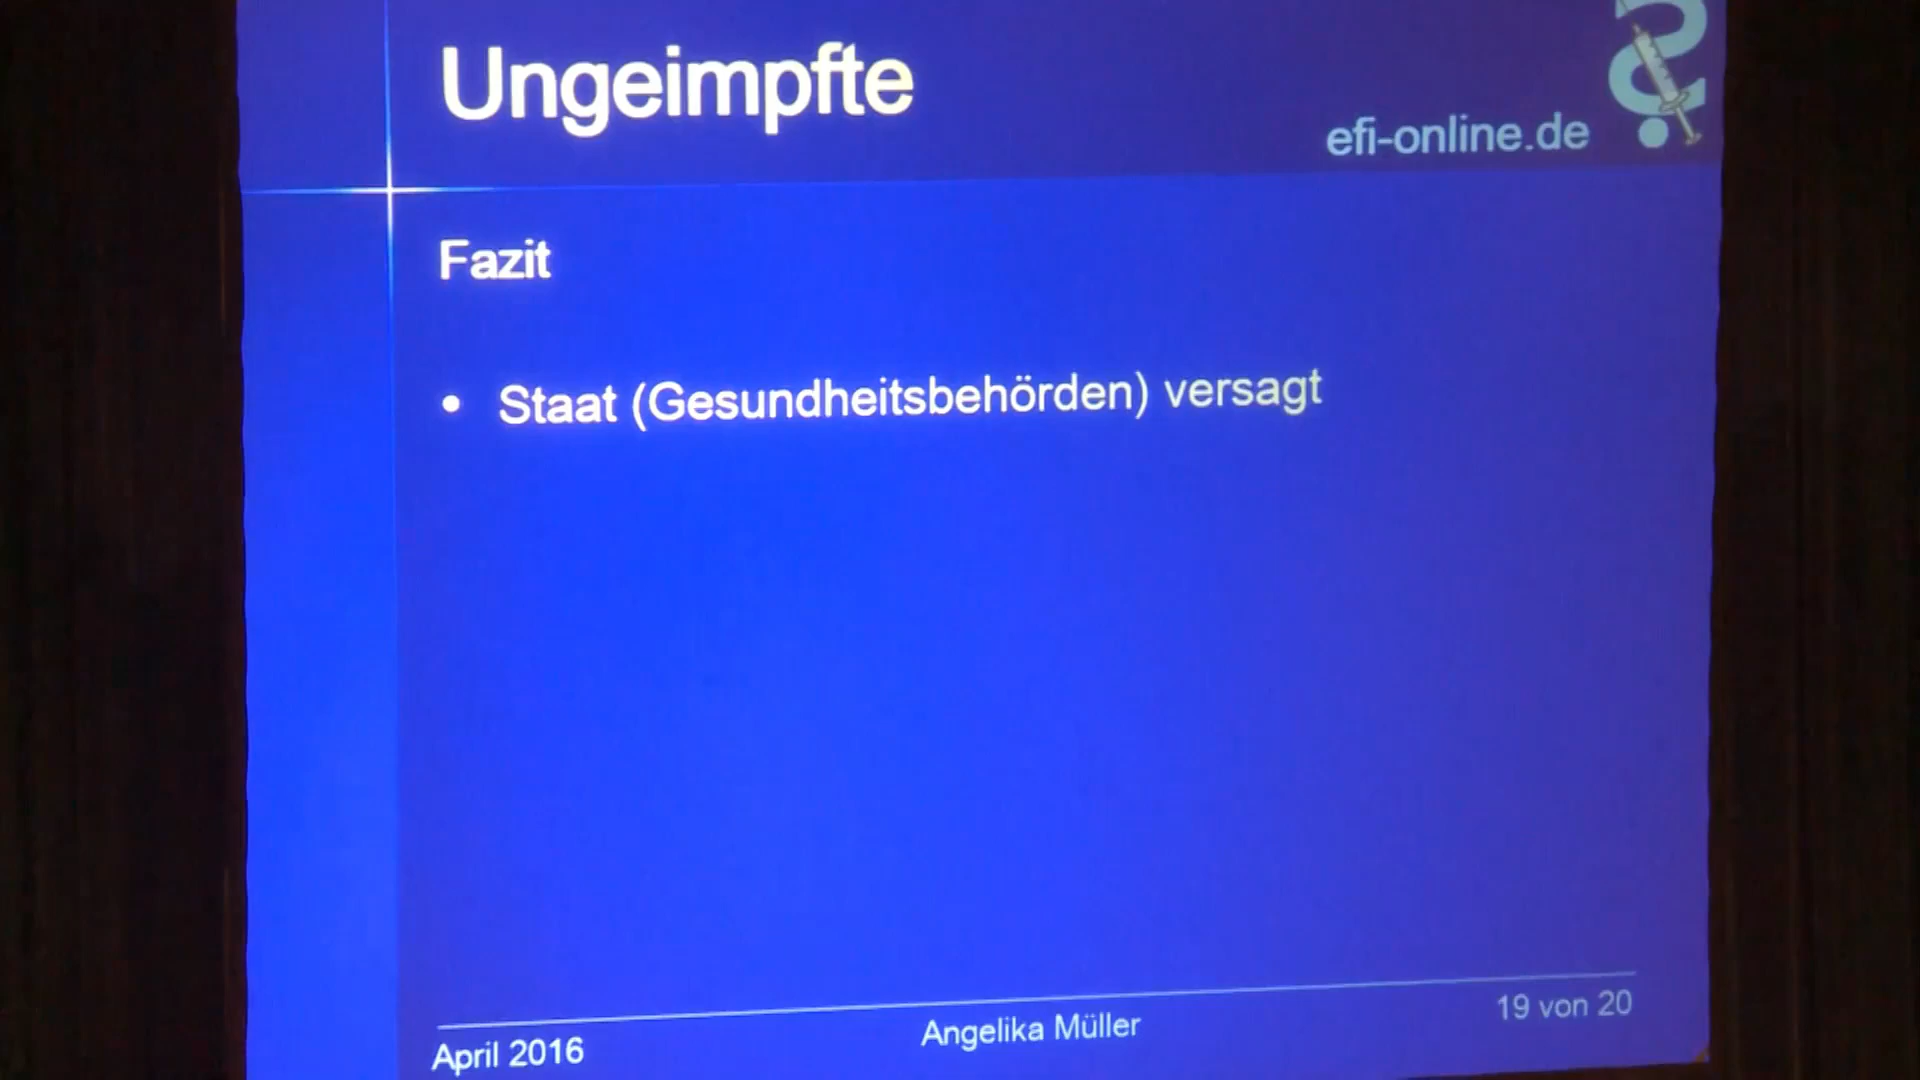 Ungeimpfte
efi-online.de
Fazit
• Staat (Gesundheitsbehörden) versagt
April 2016
Angelika Müller
19 von 20